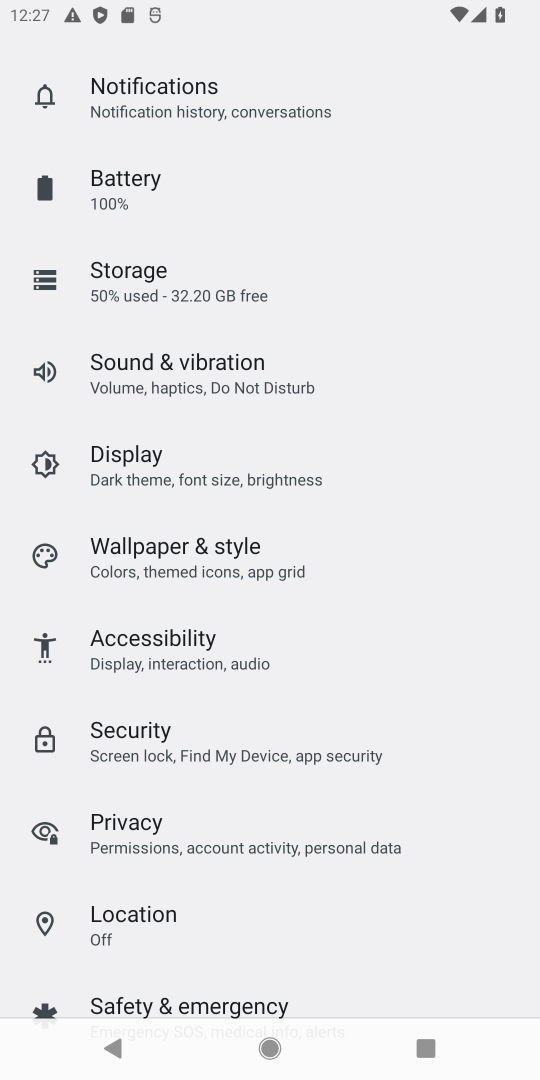 12:27
Notifications
Notification history, conversations
Battery
100%
Storage
50% used - 32.20 GB free
Sound & vibration
Volume, haptics, Do Not Disturb
Display
Dark theme, font size, brightness
Wallpaper & style
Colors, themed icons, app grid
Accessibility
Display, interaction, audio
Security
Screen lock, Find My Device, app security
Privacy
Permissions, account activity, personal data
Location
Off
Safety & emergency
Emergency SOS, medical info, alerts